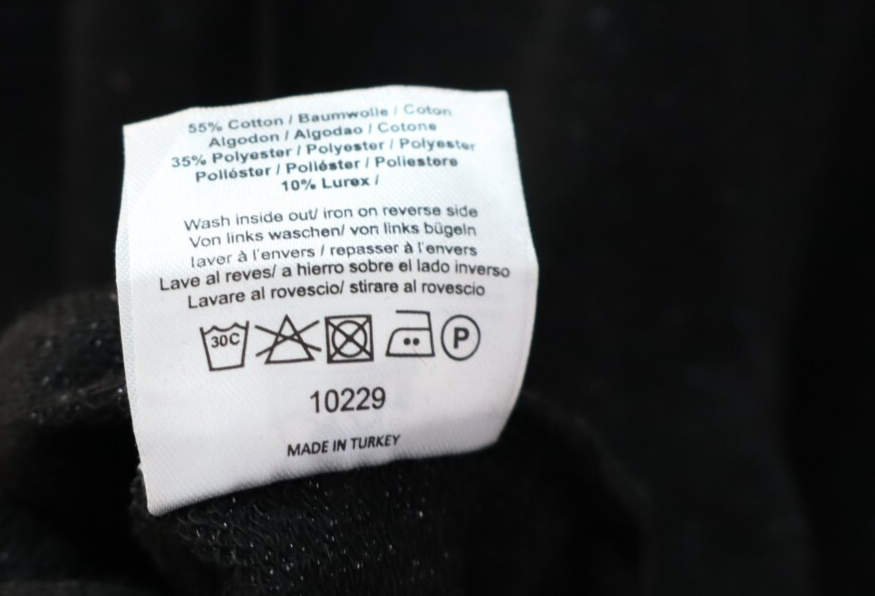 55% Cotton / Baumwolle / Coton
Algodon / Algodao / Cotone
35% Polyester / Polyester / Polyester
Poliéster / Poliéster / Poliestere
10% Lurex /
Wash inside out/ iron on reverse side
Von links waschen/ von links bügeln
laver à l'envers / repasser à l'envers
Lave al reves/ a hierro sobre el lado inverso
Lavare al rovescio/ stirare al rovescio
30C P
10229
MADE IN TURKEY